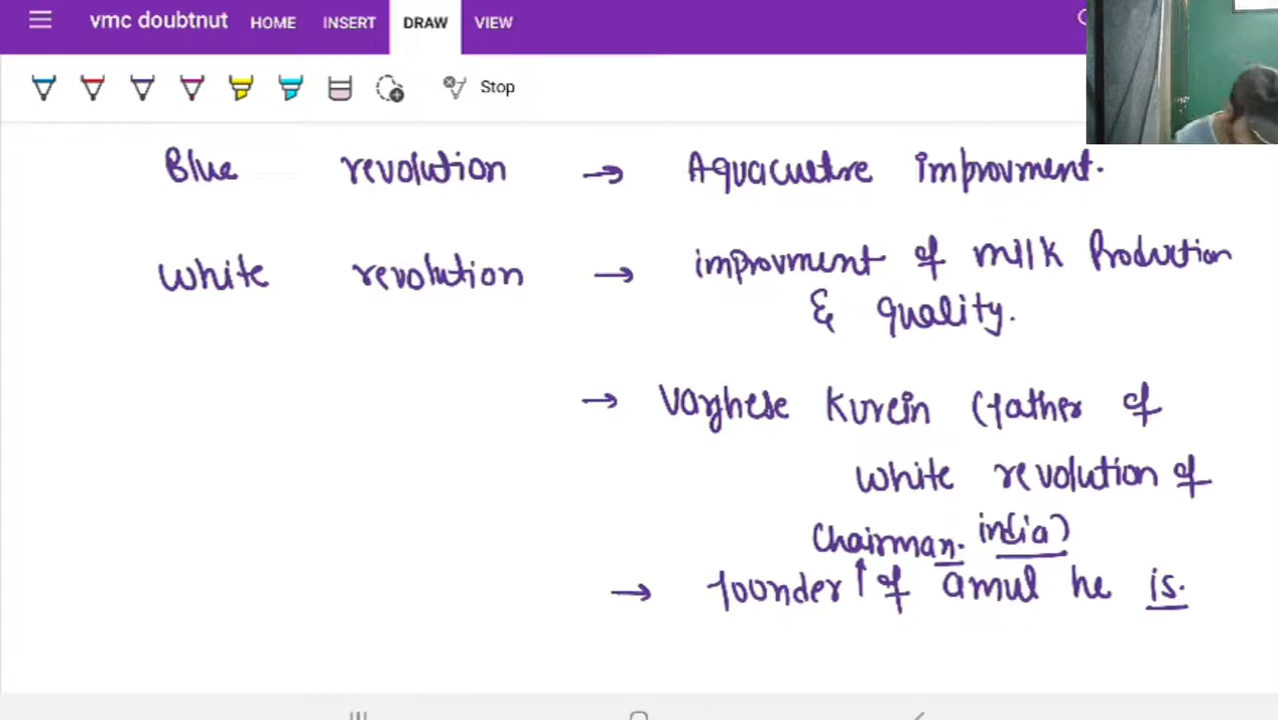 vmc doubtnut HOME INSERT DRAW VIEW
Stop
Blue revolution → Aquaculture improvment.
White revolution → improvment of milk Production
& quality.
→ Varghese Kurein (father of
white revolution of
Chairman. india)
→ founder ↑ of amul he is.